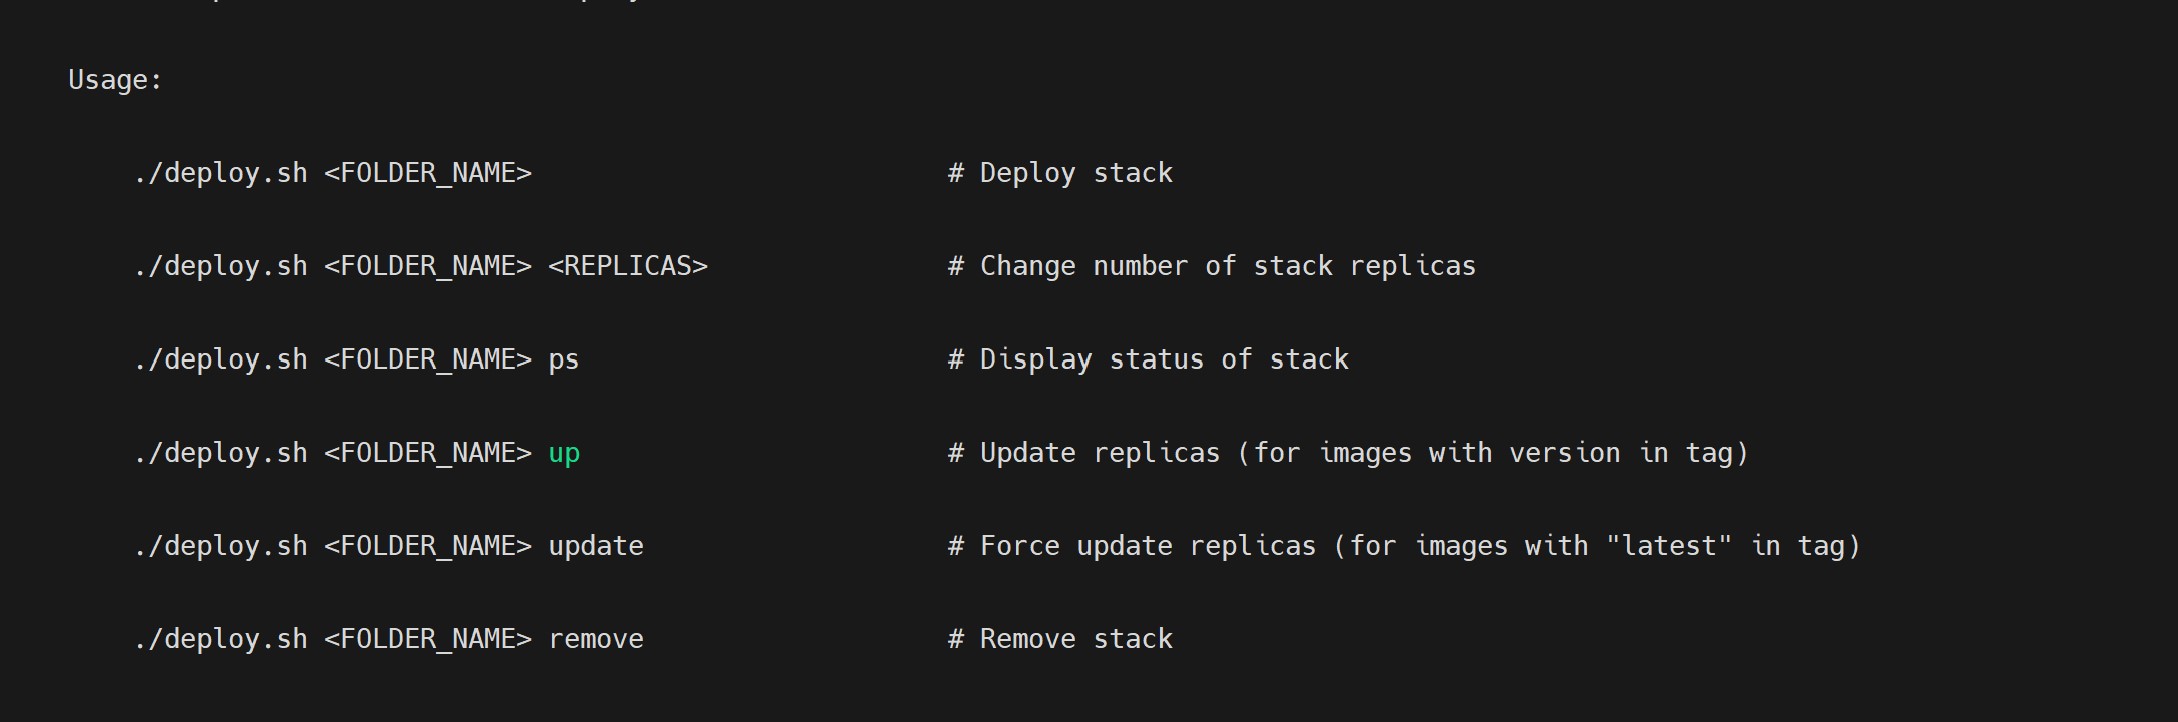 Usage:
./deploy.sh <FOLDER_NAME> # Deploy stack
./deploy.sh <FOLDER_NAME> <REPLICAS> # Change number of stack replicas
./deploy.sh <FOLDER_NAME> ps # Display status of stack
./deploy.sh <FOLDER_NAME> up # Update replicas (for images with version in tag)
./deploy.sh <FOLDER_NAME> update # Force update replicas (for images with "latest" in tag)
./deploy.sh <FOLDER_NAME> remove # Remove stack